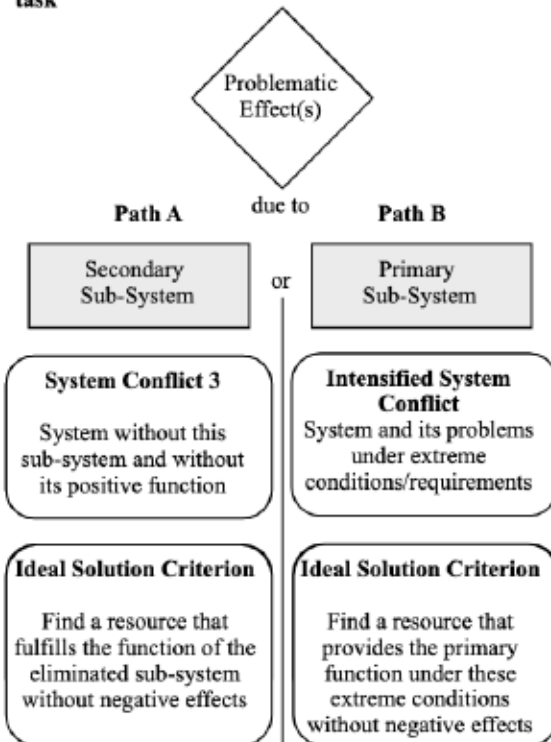 task
Problematic
Effect(s)
due to
Path A
Path B
Secondary
Sub-System
or
Primary
Sub-System
System Conflict 3
System without this
sub-system and without
its positive function
Intensified System
Conflict
System and its problems
under extreme
conditions/requirements
Ideal Solution Criterion
Find a resource that
fulfills the function of the
eliminated sub-system
without negative effects
Ideal Solution Criterion
Find a resource that
provides the primary
function under these
extreme conditions
without negative effects